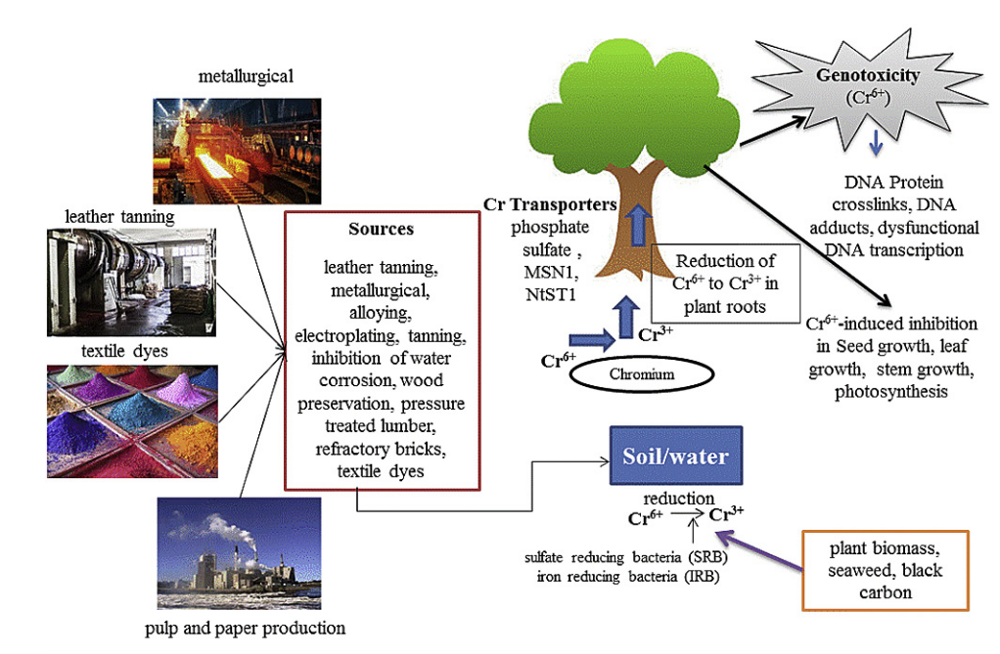 metallurgical
leather tanning
textile dyes
pulp and paper production
Sources
leather tanning,
metallurgical,
alloying,
electroplating, tanning,
inhibition of water
corrosion, wood
preservation, pressure
treated lumber,
refractory bricks,
textile dyes
Cr Transporters
phosphate
sulfate ,
MSN1,
NtST1
Reduction of
Cr⁶⁺ to Cr³⁺ in
plant roots
Cr³⁺
Cr⁶⁺
Chromium
Genotoxicity
(Cr⁶⁺)
DNA Protein
crosslinks, DNA
adducts, dysfunctional
DNA transcription
Cr⁶⁺-induced inhibition
in Seed growth, leaf
growth, stem growth,
photosynthesis
Soil/water
reduction
Cr⁶⁺ Cr³⁺
sulfate reducing bacteria (SRB)
iron reducing bacteria (IRB)
plant biomass,
seaweed, black
carbon